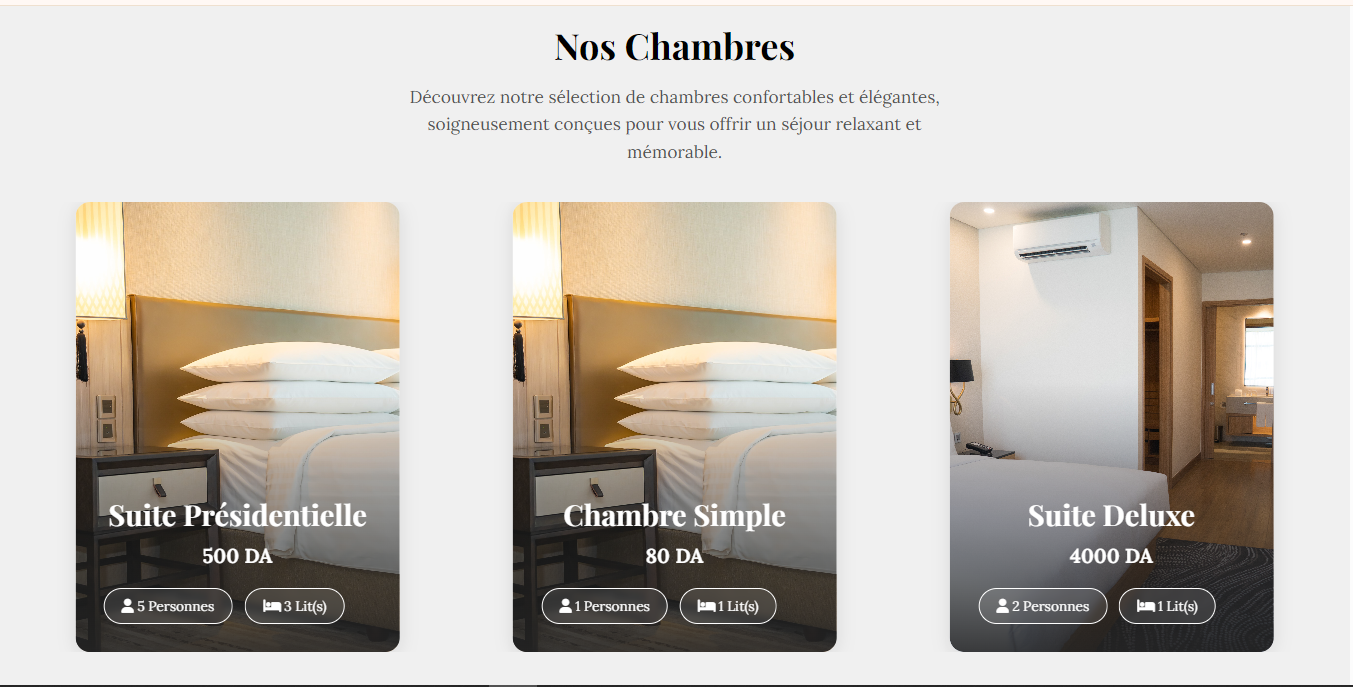 Nos Chambres
Découvrez notre sélection de chambres confortables et élégantes,
soigneusement conçues pour vous offrir un séjour relaxant et
mémorable.
Suite Présidentielle
500 DA
5 Personnes
3 Lit(s)
Chambre Simple
80 DA
1 Personnes
1 Lit(s)
Suite Deluxe
4000 DA
2 Personnes
1 Lit(s)